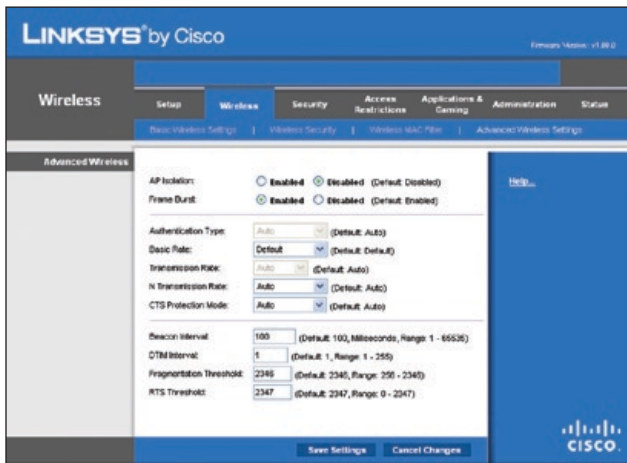 LINKSYS® by Cisco
Firmware Version: v1.00.0
Wireless
Setup Wireless Security Access Restrictions Applications & Gaming Administration Status
Basic Wireless Settings | Wireless Security | Wireless MAC Filter | Advanced Wireless Settings
Advanced Wireless
AP Isolation: Enabled Disabled (Default: Disabled)
Help...
Frame Burst: Enabled Disabled (Default: Enabled)
Authentication Type: Auto (Default: Auto)
Basic Rate: Default (Default: Default)
Transmission Rate: Auto (Default: Auto)
N Transmission Rate: Auto (Default: Auto)
CTS Protection Mode: Auto (Default: Auto)
Beacon Interval: 100 (Default: 100, Milliseconds, Range: 1 - 65535)
DTIM Interval: 1 (Default: 1, Range: 1 - 255)
Fragmentation Threshold: 2346 (Default: 2346, Range: 256 - 2346)
RTS Threshold: 2347 (Default: 2347, Range: 0 - 2347)
Save Settings Cancel Changes
CISCO.